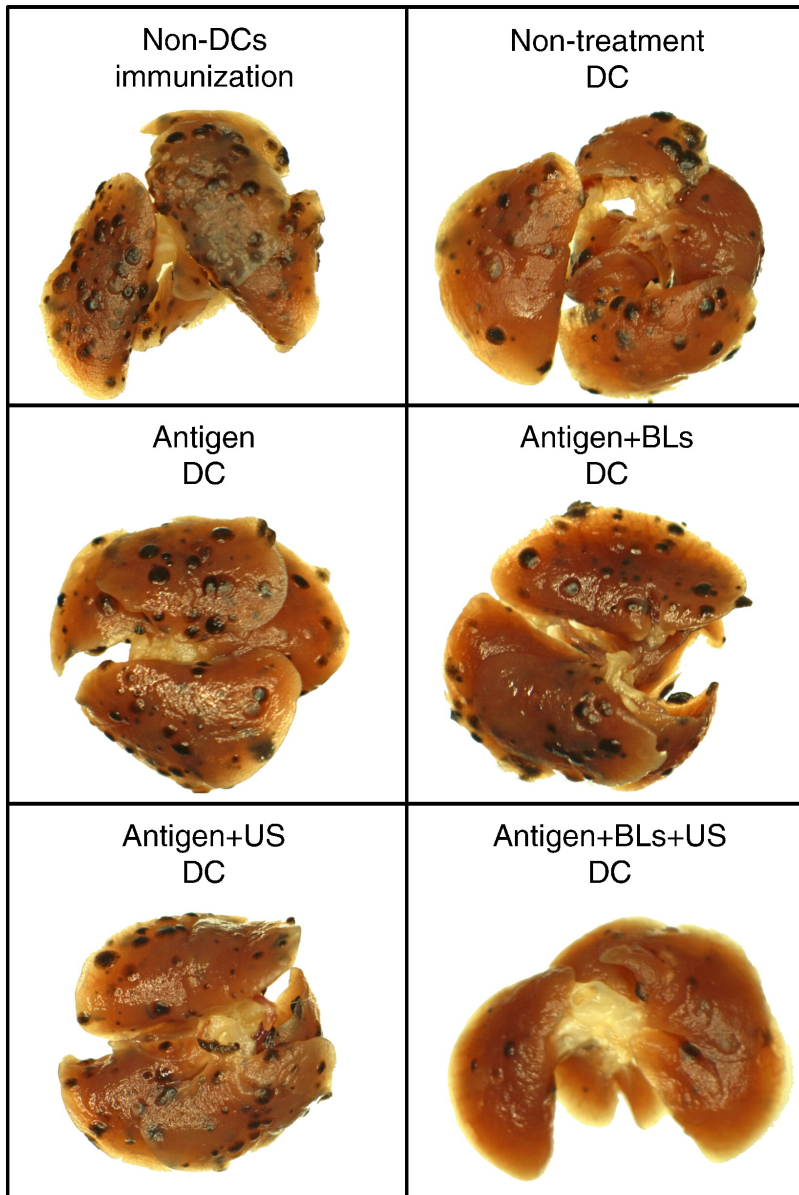 Non-DCs
immunization
Non-treatment
DC
Antigen
DC
Antigen+BLs
DC
Antigen+US
DC
Antigen+BLs+US
DC